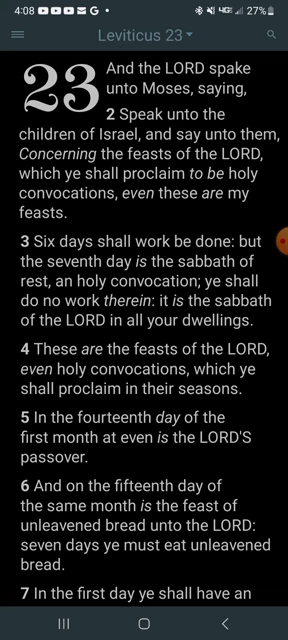 4:08
4G
27%
Leviticus 23
23 And the LORD spake
unto Moses, saying,
2 Speak unto the
children of Israel, and say unto them,
Concerning the feasts of the LORD,
which ye shall proclaim to be holy
convocations, even these are my
feasts.
3 Six days shall work be done: but
the seventh day is the sabbath of
rest, an holy convocation; ye shall
do no work therein: it is the sabbath
of the LORD in all your dwellings.
4 These are the feasts of the LORD,
even holy convocations, which ye
shall proclaim in their seasons.
5 In the fourteenth day of the
first month at even is the LORD'S
passover.
6 And on the fifteenth day of
the same month is the feast of
unleavened bread unto the LORD:
seven days ye must eat unleavened
bread.
7 In the first day ye shall have an